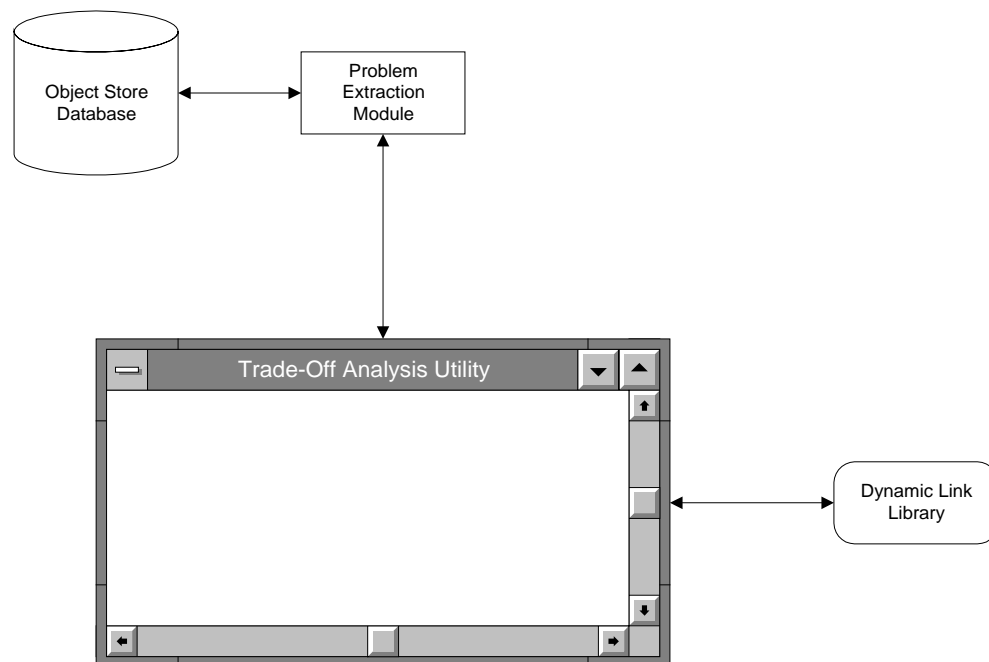 Object Store
Database
Problem
Extraction
Module
Trade-Off Analysis Utility
Dynamic Link
Library